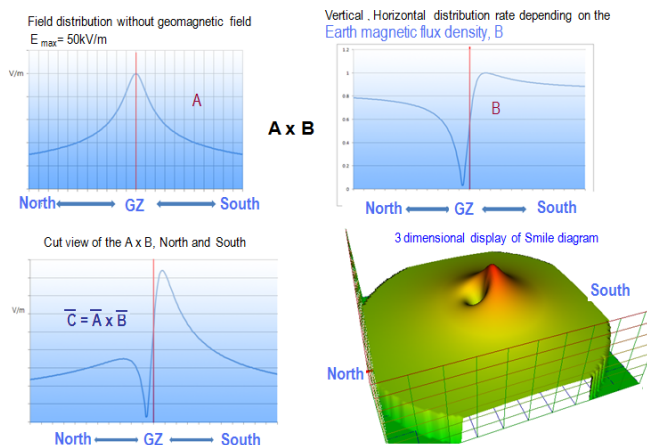 Field distribution without geomagnetic field
E max = 50kV/m
V/m
A
North GZ South
A x B
Vertical . Horizontal distribution rate depending on the
Earth magnetic flux density, B
1.2
1
0.8
0.6
0.4
0.2
0
B
North GZ South
Cut view of the A x B, North and South
V/m
C = A x B
North GZ South
3 dimensional display of Smile diagram
South
North